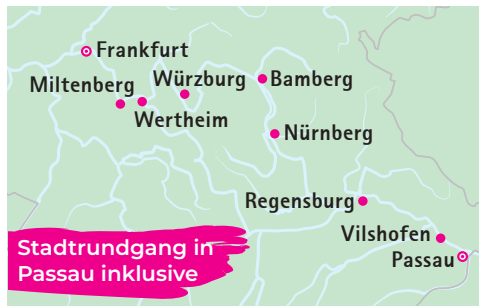 Frankfurt
Miltenberg
Würzburg
Bamberg
Wertheim
Nürnberg
Regensburg
Vilshofen
Passau
Stadtrundgang in
Passau inklusive